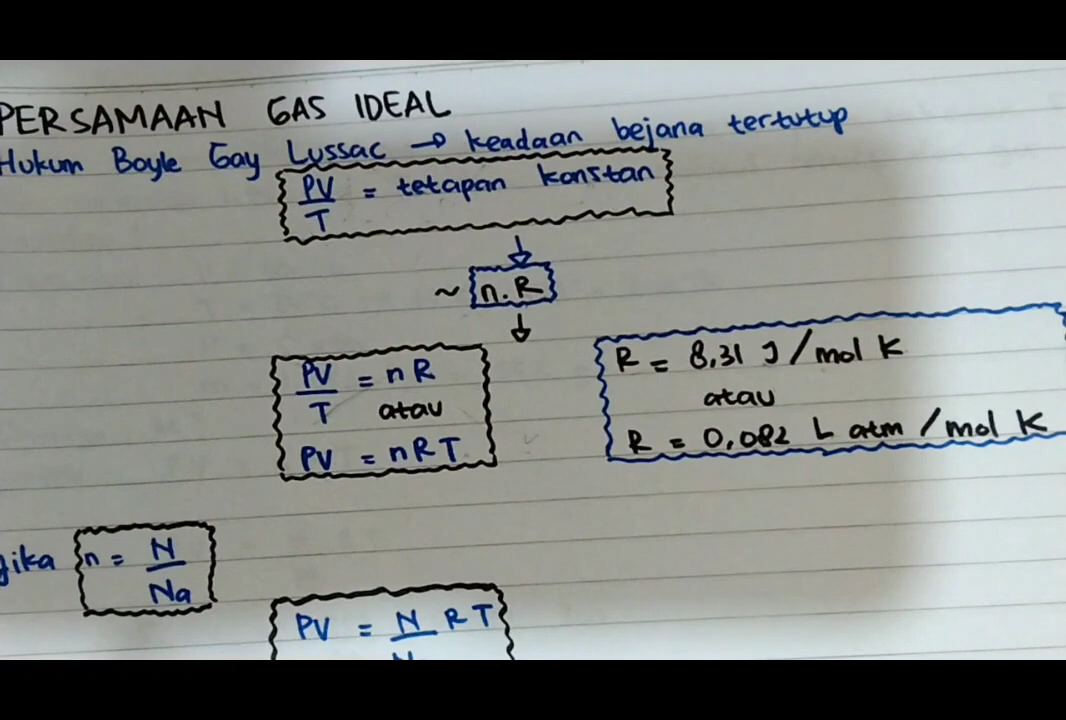 PERSAMAAN GAS IDEAL
Hukum Boyle Gay Lussac → keadaan bejana tertutup
PV/T = tetapan konstan
~ n.R
PV/T = nR
atau
PV = nRT
R = 8,31 J/mol K
atau
R = 0,082 L atm/mol K
jika n = N/Na
PV = N RT